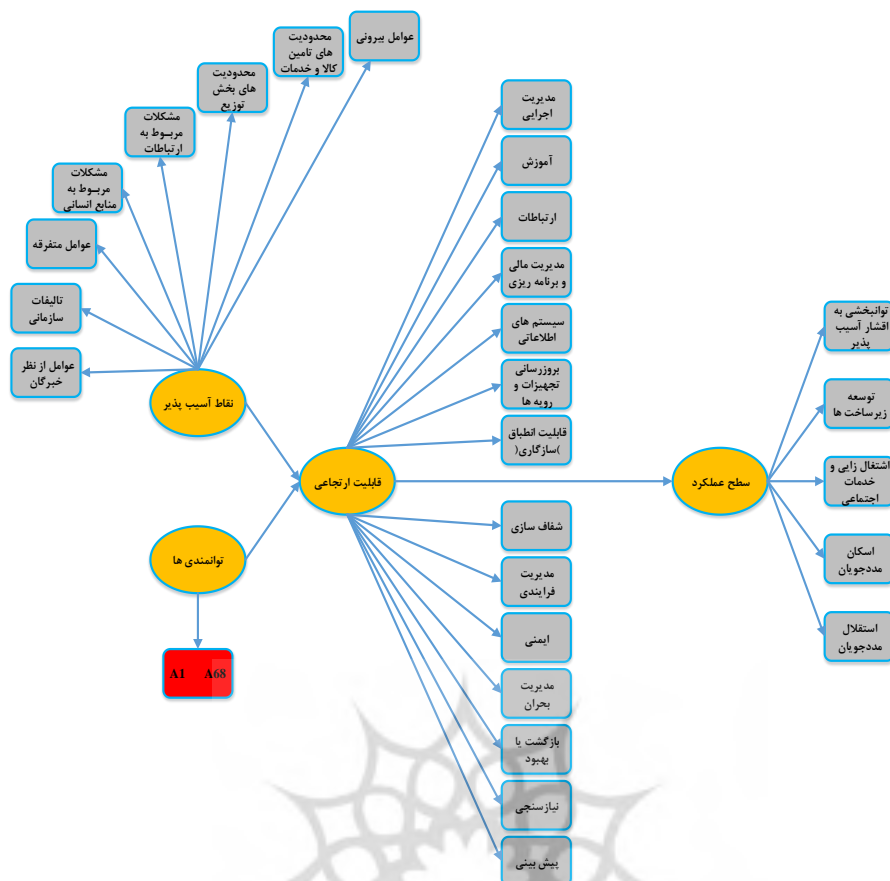 عوامل بیرونی
محدودیت
های تامین
کالا و خدمات
محدودیت
های بخش
توزیع
مشکلات
مربوط به
ارتباطات
مشکلات
مربوط به
منابع انسانی
عوامل متفرقه
تالیفات
سازمانی
عوامل از نظر
خبرگان
نقاط آسیب پذیر
توانمندی ها
A1 A68
قابلیت ارتجاعی
مدیریت
اجرایی
آموزش
ارتباطات
مدیریت مالی
و برنامه ریزی
سیستم های
اطلاعاتی
بروزرسانی
تجهیزات و
رویه ها
قابلیت انطباق
)سازگاری(
شفاف سازی
مدیریت
فرایندی
ایمنی
مدیریت
بحران
بازگشت یا
بهبود
نیازسنجی
پیش بینی
سطح عملکرد
توانبخشی به
اقشار آسیب
پذیر
توسعه
زیرساخت ها
اشتغال زایی و
خدمات
اجتماعی
اسکان
مددجویان
استقلال
مددجویان